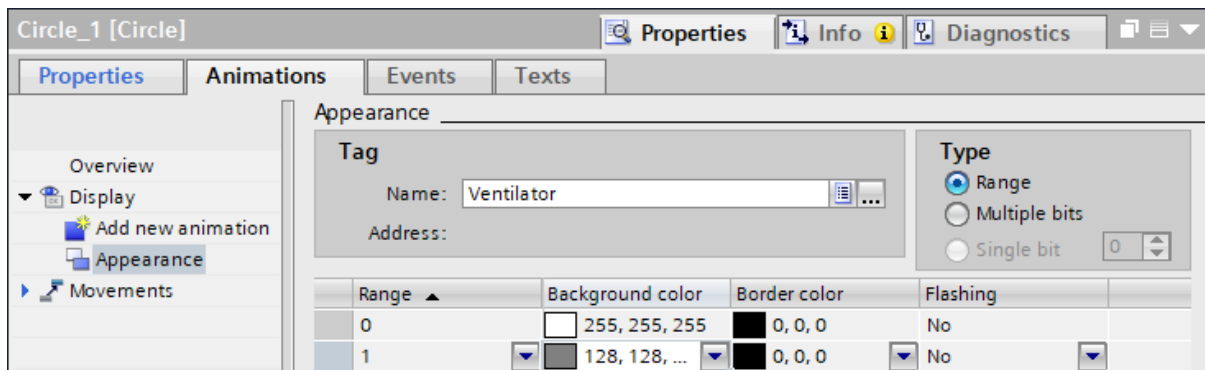 Circle_1 [Circle] Properties Info Diagnostics
Properties Animations Events Texts
Appearance
Overview
Display
Add new animation
Appearance
Movements
Tag
Name: Ventilator ...
Address:
Type
Range
Multiple bits
Single bit 0
Range Background color Border color Flashing
0 255, 255, 255 0, 0, 0 No
1 128, 128, ... 0, 0, 0 No